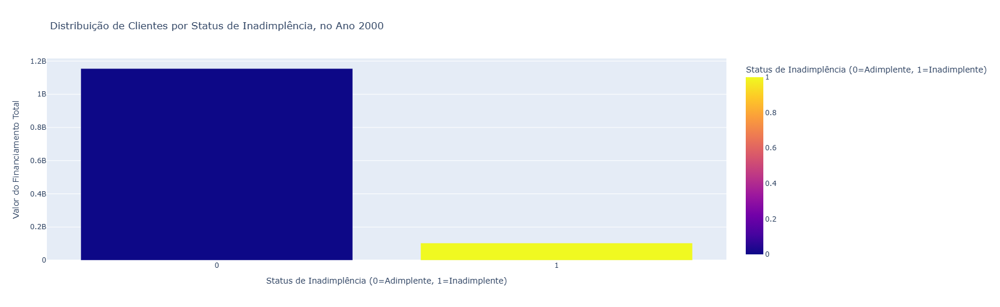 Distribuição de Clientes por Status de Inadimplência, no Ano 2000
Valor do Financiamento Total
1.2B
1B
0.8B
0.6B
0.4B
0.2B
0
0
1
Status de Inadimplência (0=Adimplente, 1=Inadimplente)
Status de Inadimplência (0=Adimplente, 1=Inadimplente)
1
0.8
0.6
0.4
0.2
0